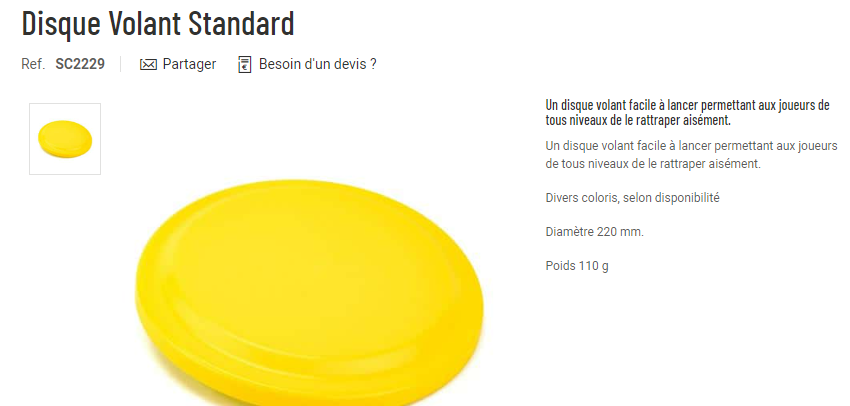 Disque Volant Standard
Ref. SC2229
Partager
Besoin d'un devis ?
Un disque volant facile à lancer permettant aux joueurs de
tous niveaux de le rattraper aisément.
Un disque volant facile à lancer permettant aux joueurs
de tous niveaux de le rattraper aisément.
Divers coloris, selon disponibilité
Diamètre 220 mm.
Poids 110 g